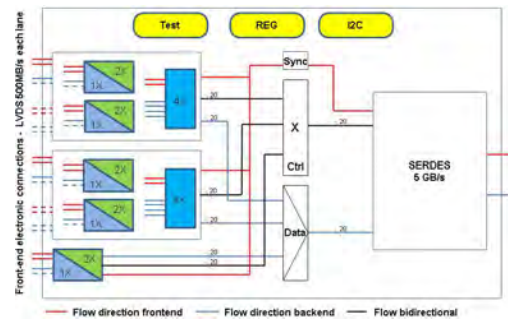 Test
REG
I2C
Front-end electronic connections - LVDS 500MB/s each lane
2X
1X
2X
1X
4X
2X
1X
2X
1X
8X
2X
1X
Sync
X
Ctrl
Data
20
20
20
20
20
20
20
20
20
SERDES
5 GB/s
Flow direction frontend
Flow direction backend
Flow bidirectional